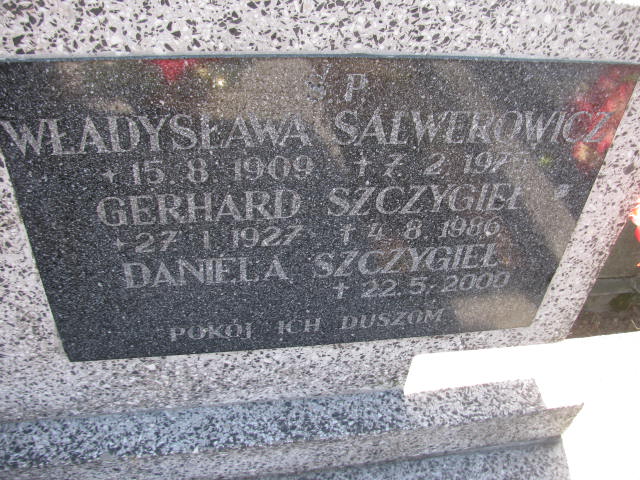 Ś P
WŁADYSŁAWA SALWEROWICZ
* 15. 8. 1909 † 7. 2.
GERHARD SZCZYGIEŁ
* 27. 1. 1927 † 4. 8. 1986
DANIELA SZCZYGIEŁ
† 22. 5. 2000
POKÓJ ICH DUSZOM